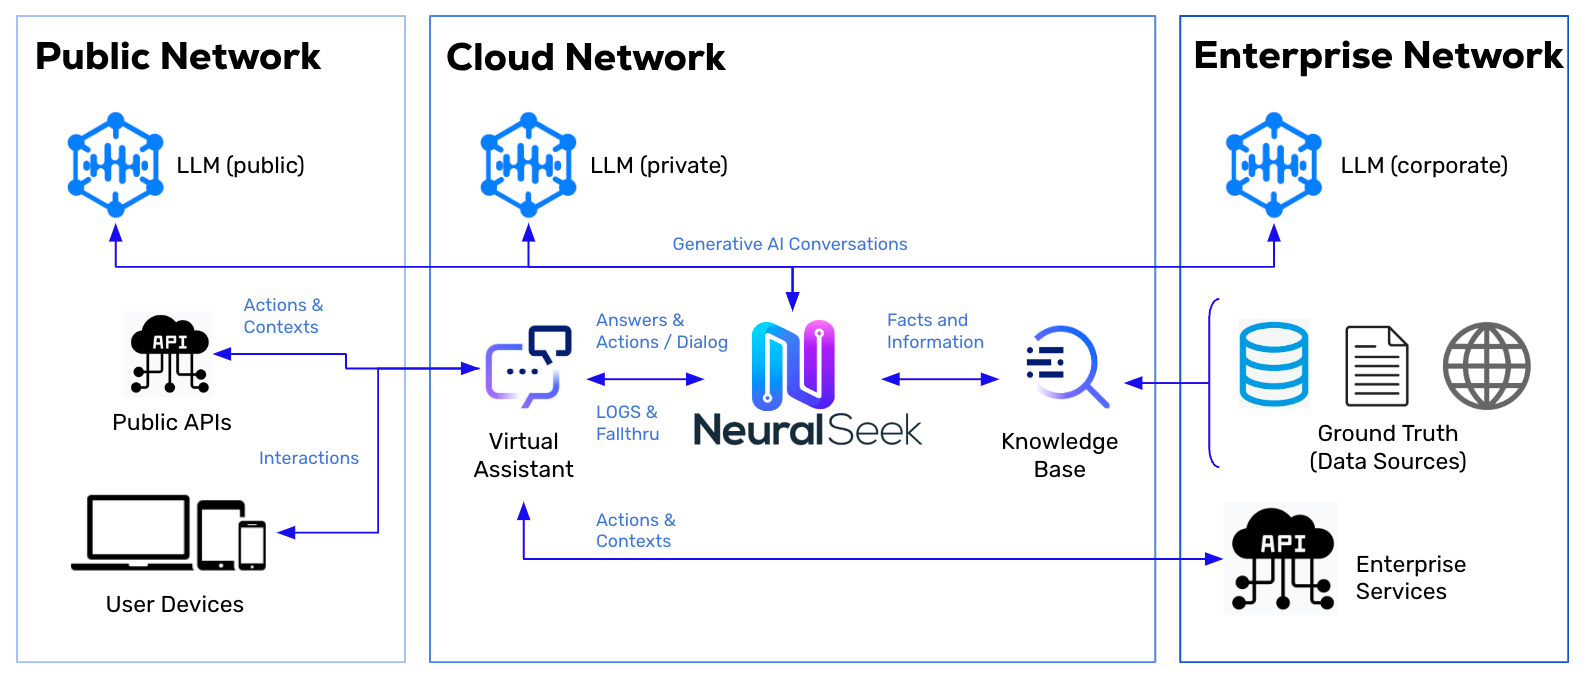 Public Network
LLM (public)
Actions &
Contexts
API
Public APIs
Interactions
User Devices
Cloud Network
LLM (private)
Generative AI Conversations
Answers &
Actions / Dialog
LOGS &
Fallthru
Virtual
Assistant
NeuralSeek
Facts and
Information
Knowledge
Base
Actions &
Contexts
Enterprise Network
LLM (corporate)
Ground Truth
(Data Sources)
API
Enterprise
Services